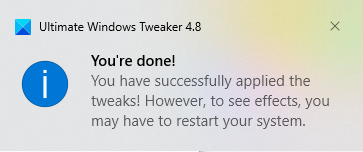 Ultimate Windows Tweaker 4.8
You're done!
You have successfully applied the
tweaks! However, to see effects, you
may have to restart your system.